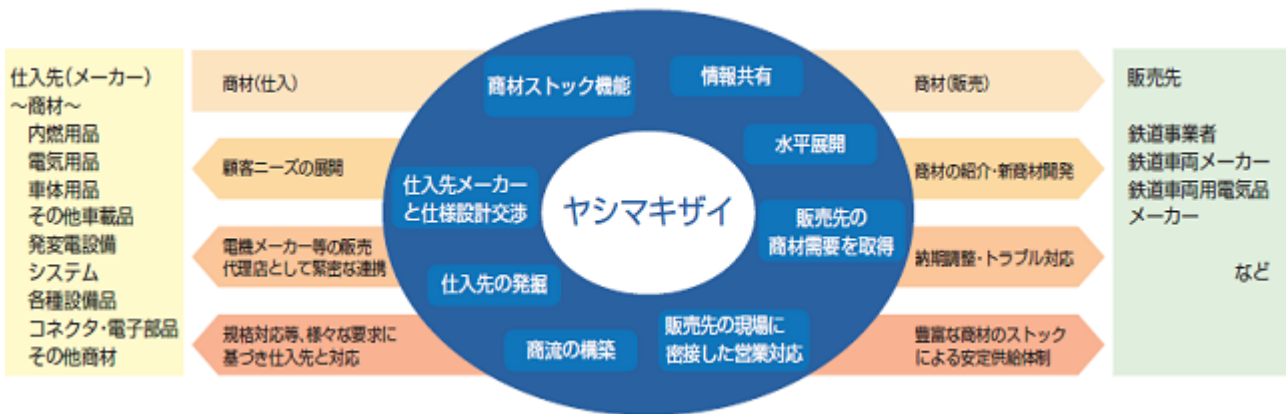 仕入先(メーカー)
～商材～
内燃用品
電気用品
車体用品
その他車載品
発変電設備
システム
各種設備品
コネクタ・電子部品
その他商材
商材(仕入)
顧客ニーズの展開
電機メーカー等の販売
代理店として緊密な連携
規格対応等、様々な要求に
基づき仕入先と対応
商材ストック機能
情報共有
水平展開
仕入先メーカー
と仕様設計交渉
ヤシマキザイ
販売先の
商材需要を取得
仕入先の発掘
商流の構築
販売先の現場に
密接した営業対応
商材(販売)
商材の紹介・新商材開発
納期調整・トラブル対応
豊富な商材のストック
による安定供給体制
販売先
鉄道事業者
鉄道車両メーカー
鉄道車両用電気品
メーカー
など